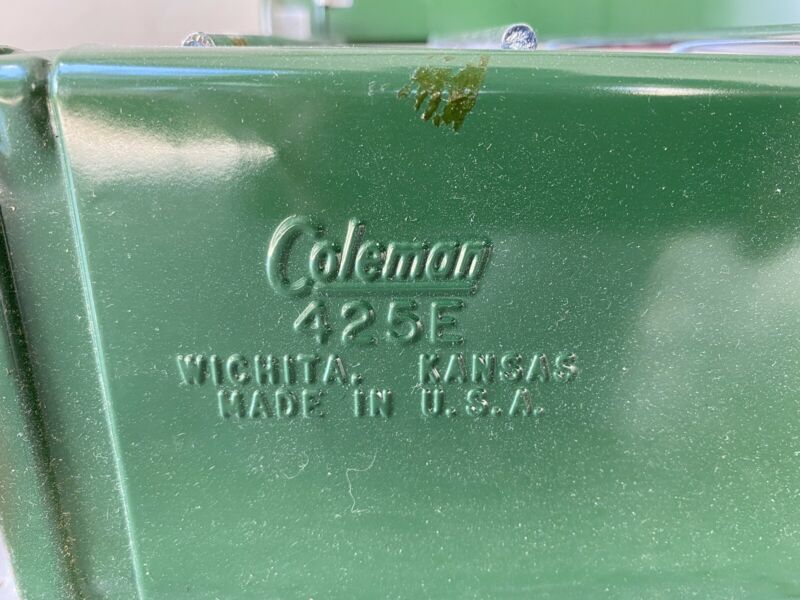 Coleman
425E
WICHITA, KANSAS
MADE IN U.S.A.